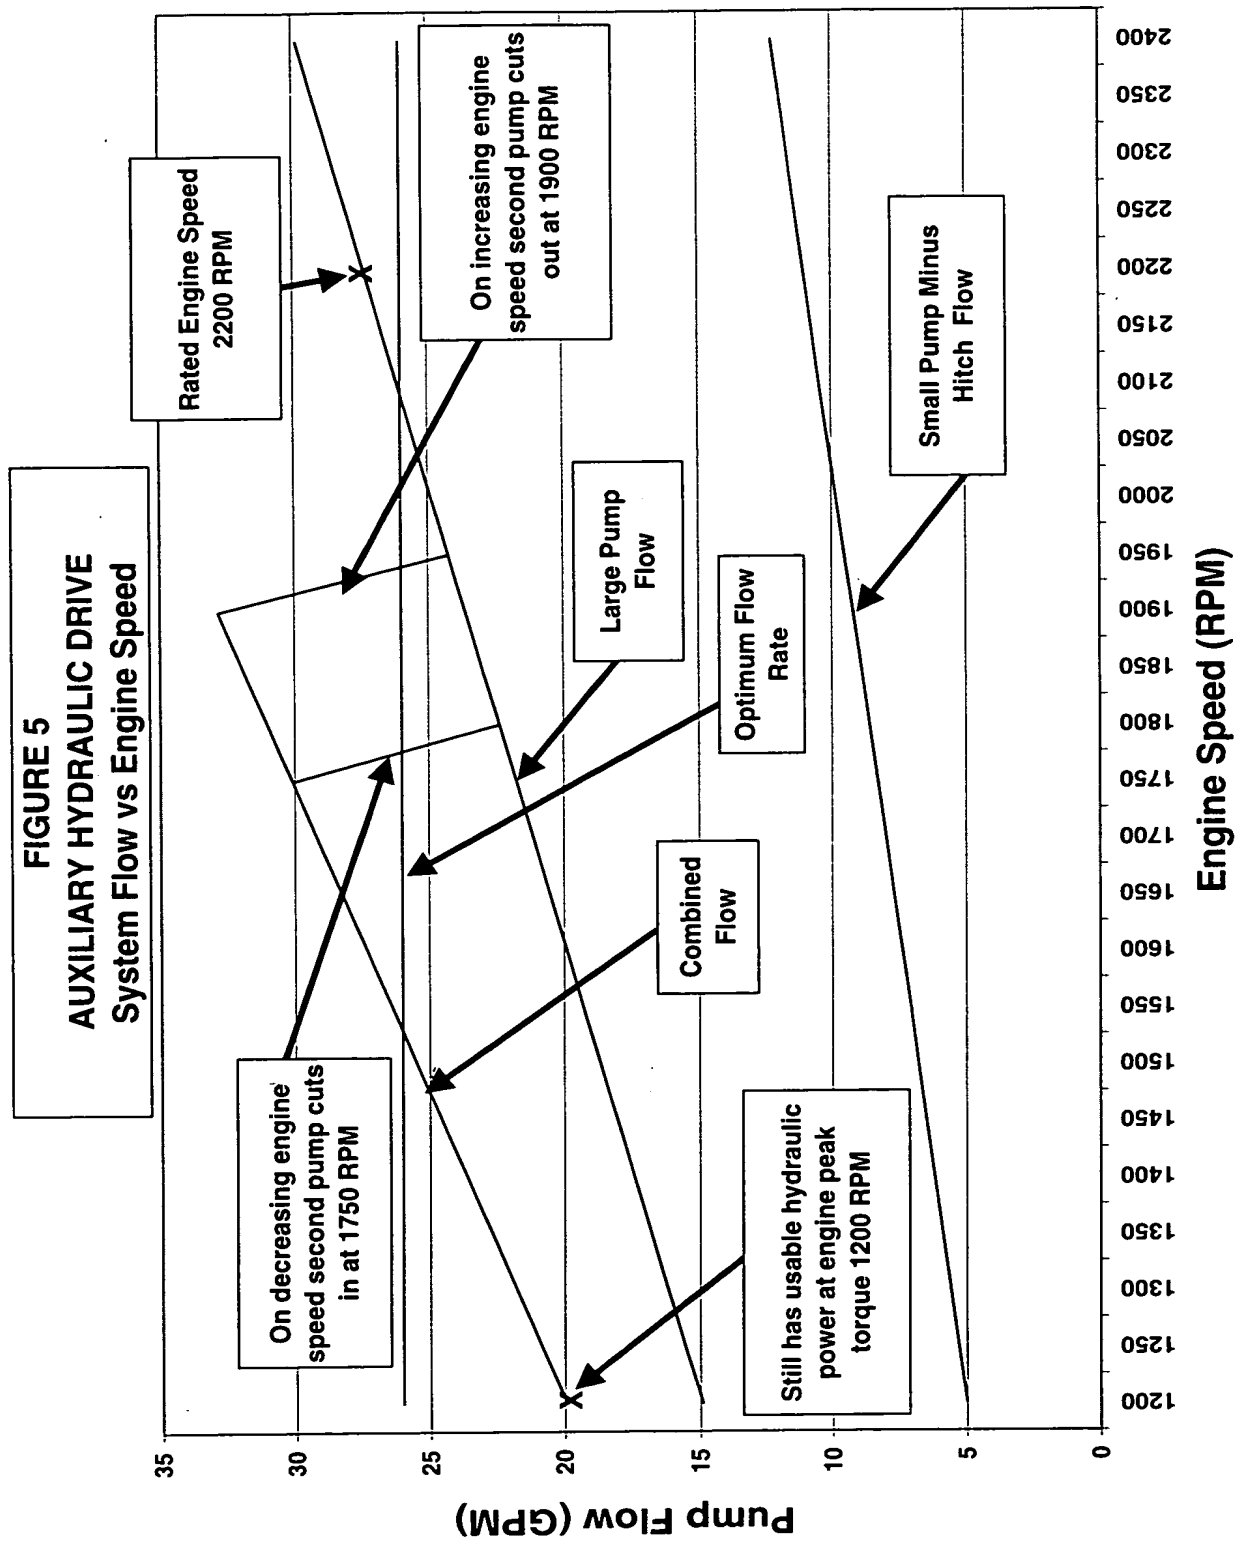 FIGURE 5
AUXILIARY HYDRAULIC DRIVE
System Flow vs Engine Speed
Rated Engine Speed
2200 RPM
On increasing engine
speed second pump cuts
out at 1900 RPM
On decreasing engine
speed second pump cuts
in at 1750 RPM
Large Pump
Flow
Optimum Flow
Rate
Combined
Flow
Small Pump Minus
Hitch Flow
Still has usable hydraulic
power at engine peak
torque 1200 RPM
X
X
Pump Flow (GPM)
35
30
25
20
15
10
5
0
1200
1250
1300
1350
1400
1450
1500
1550
1600
1650
1700
1750
1800
1850
1900
1950
2000
2050
2100
2150
2200
2250
2300
2350
2400
Engine Speed (RPM)